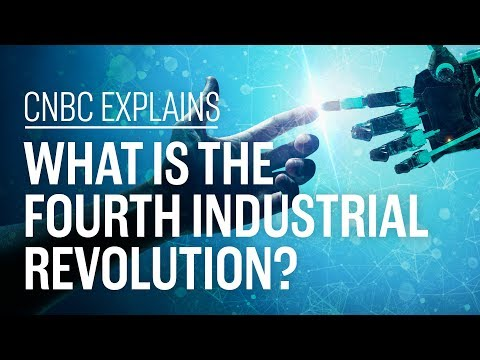 CNBC EXPLAINS
WHAT IS THE
FOURTH INDUSTRIAL
REVOLUTION?